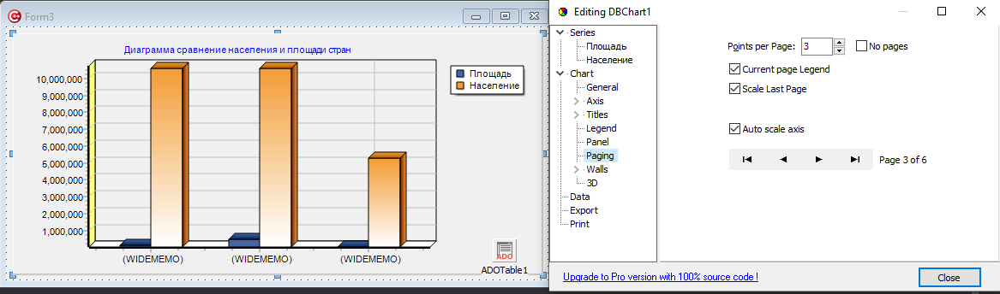 Form3
Диаграмма сравнение населения и площади стран
10,000,000
9,000,000
8,000,000
7,000,000
6,000,000
5,000,000
4,000,000
3,000,000
2,000,000
1,000,000
(WIDEMEMO) (WIDEMEMO) (WIDEMEMO)
Площадь
Население
ADO
ADOTable1
Editing DBChart1
Series
Площадь
Население
Chart
General
Axis
Titles
Legend
Panel
Paging
Walls
3D
Data
Export
Print
Points per Page: 3 No pages
Current page Legend
Scale Last Page
Auto scale axis
Page 3 of 6
Upgrade to Pro version with 100% source code !
Close